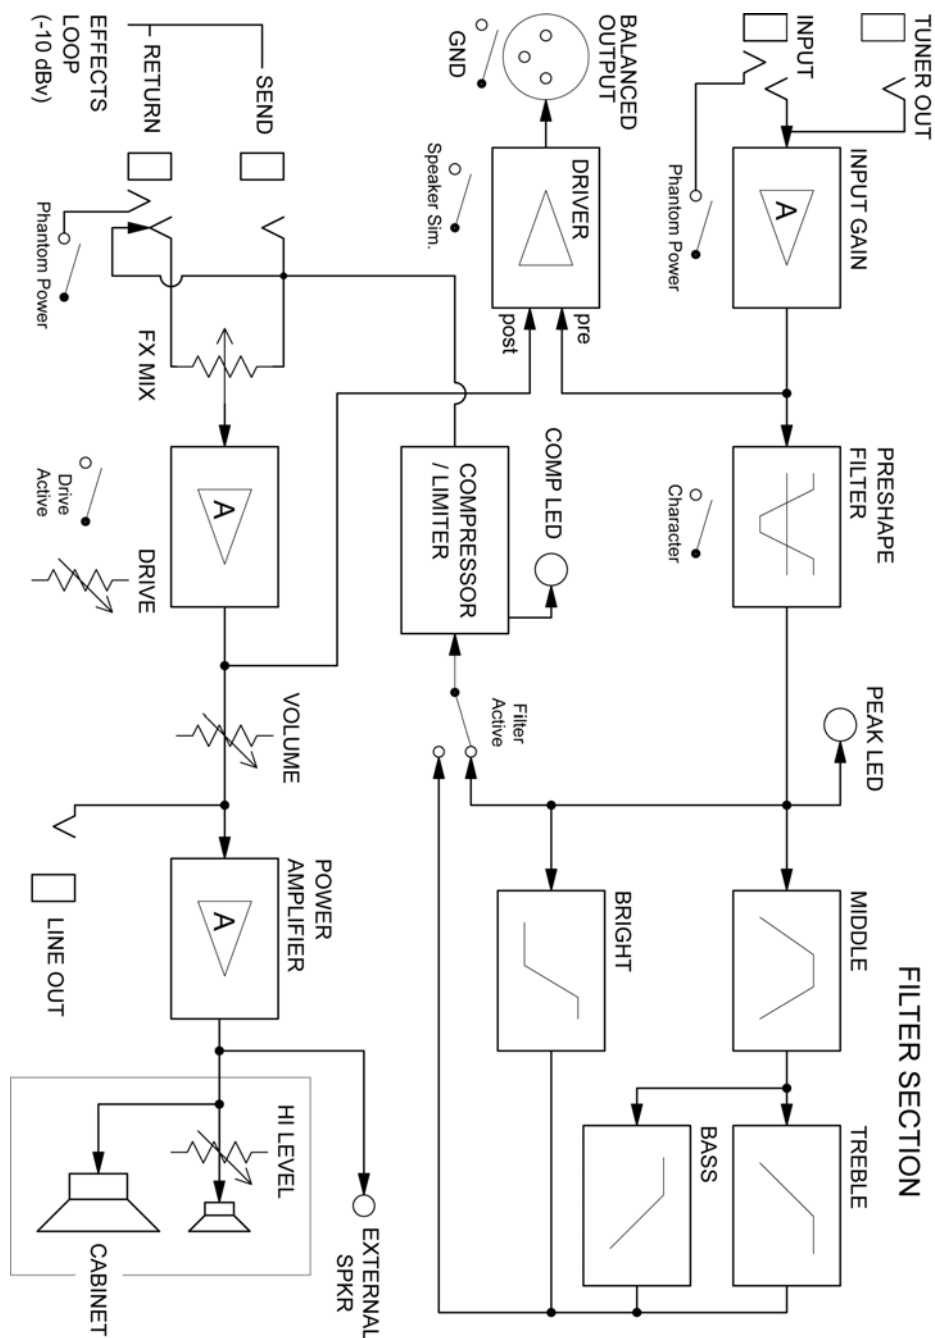 TUNER OUT
INPUT
INPUT GAIN
A
Phantom Power
PRESHAPE
FILTER
Character
PEAK LED
FILTER SECTION
MIDDLE
TREBLE
BASS
BRIGHT
BALANCED
OUTPUT
GND
DRIVER
Speaker Sim.
pre
post
COMP LED
COMPRESSOR
/ LIMITER
Filter
Active
EFFECTS
LOOP
(-10 dBv)
SEND
RETURN
Phantom Power
FX MIX
A
Drive
Active
DRIVE
VOLUME
LINE OUT
POWER
AMPLIFIER
A
HI LEVEL
CABINET
EXTERNAL
SPKR